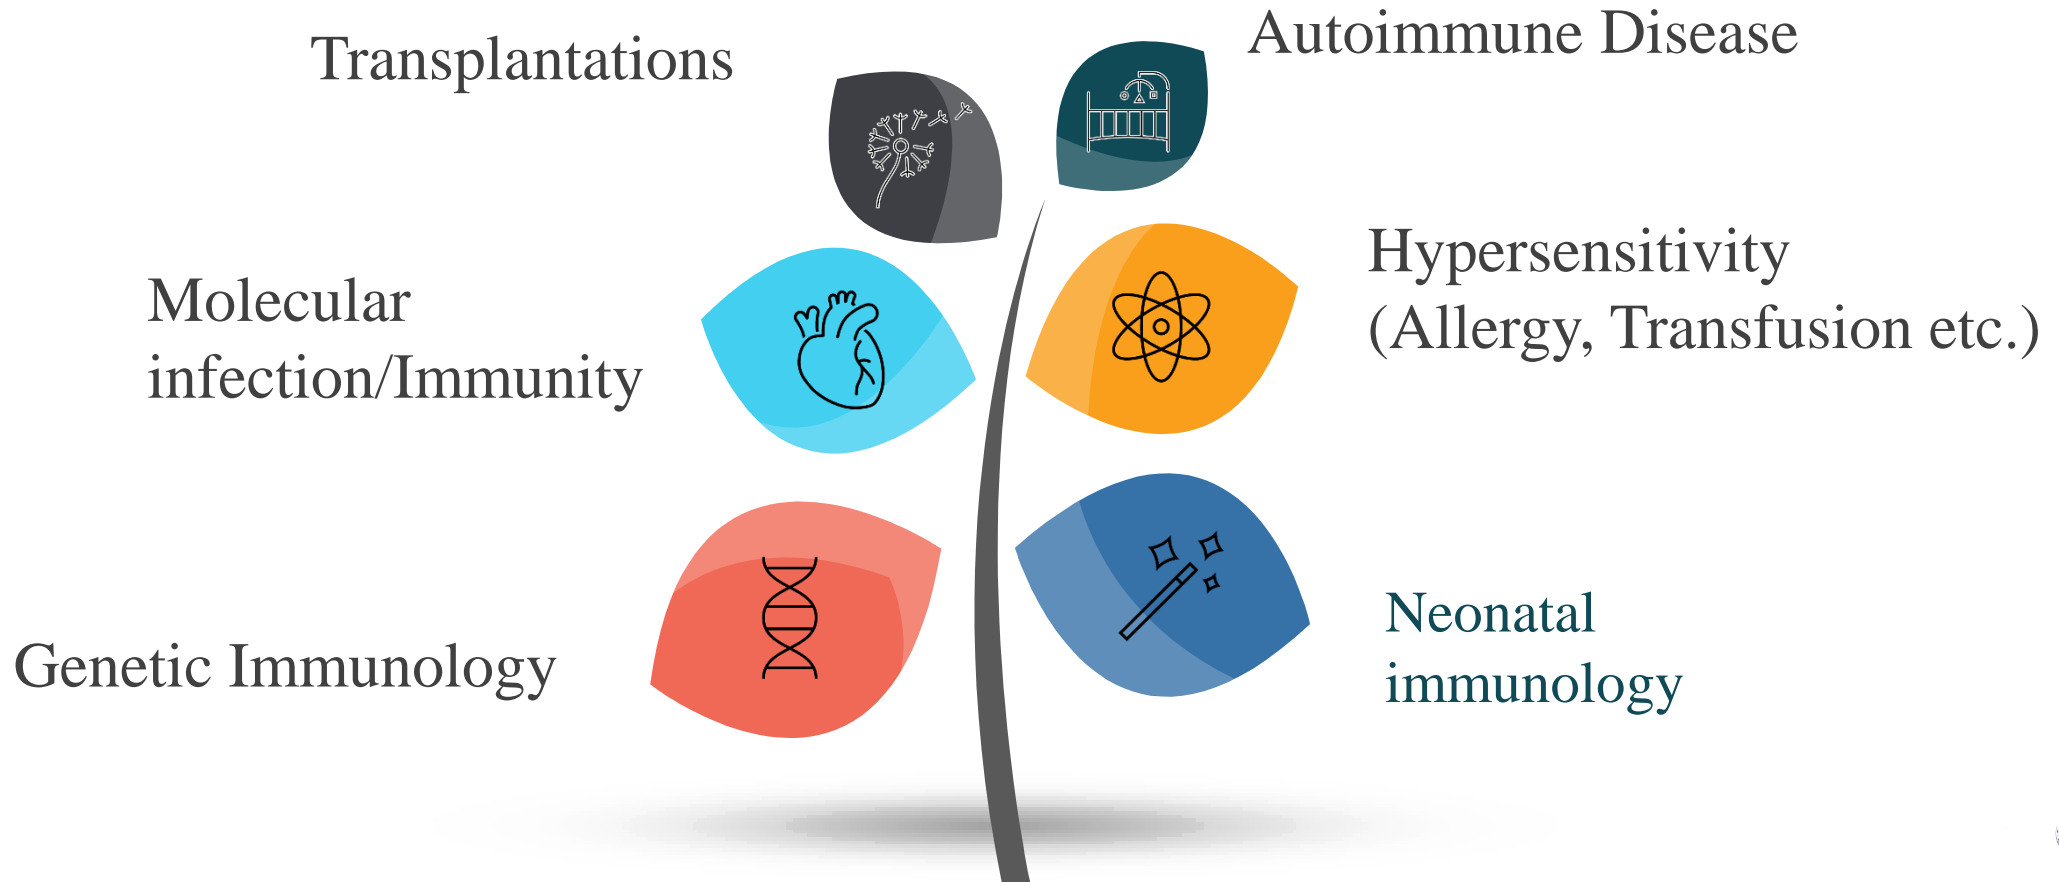 Transplantations
Autoimmune Disease
Molecular
infection/Immunity
Hypersensitivity
(Allergy, Transfusion etc.)
Genetic Immunology
Neonatal
immunology